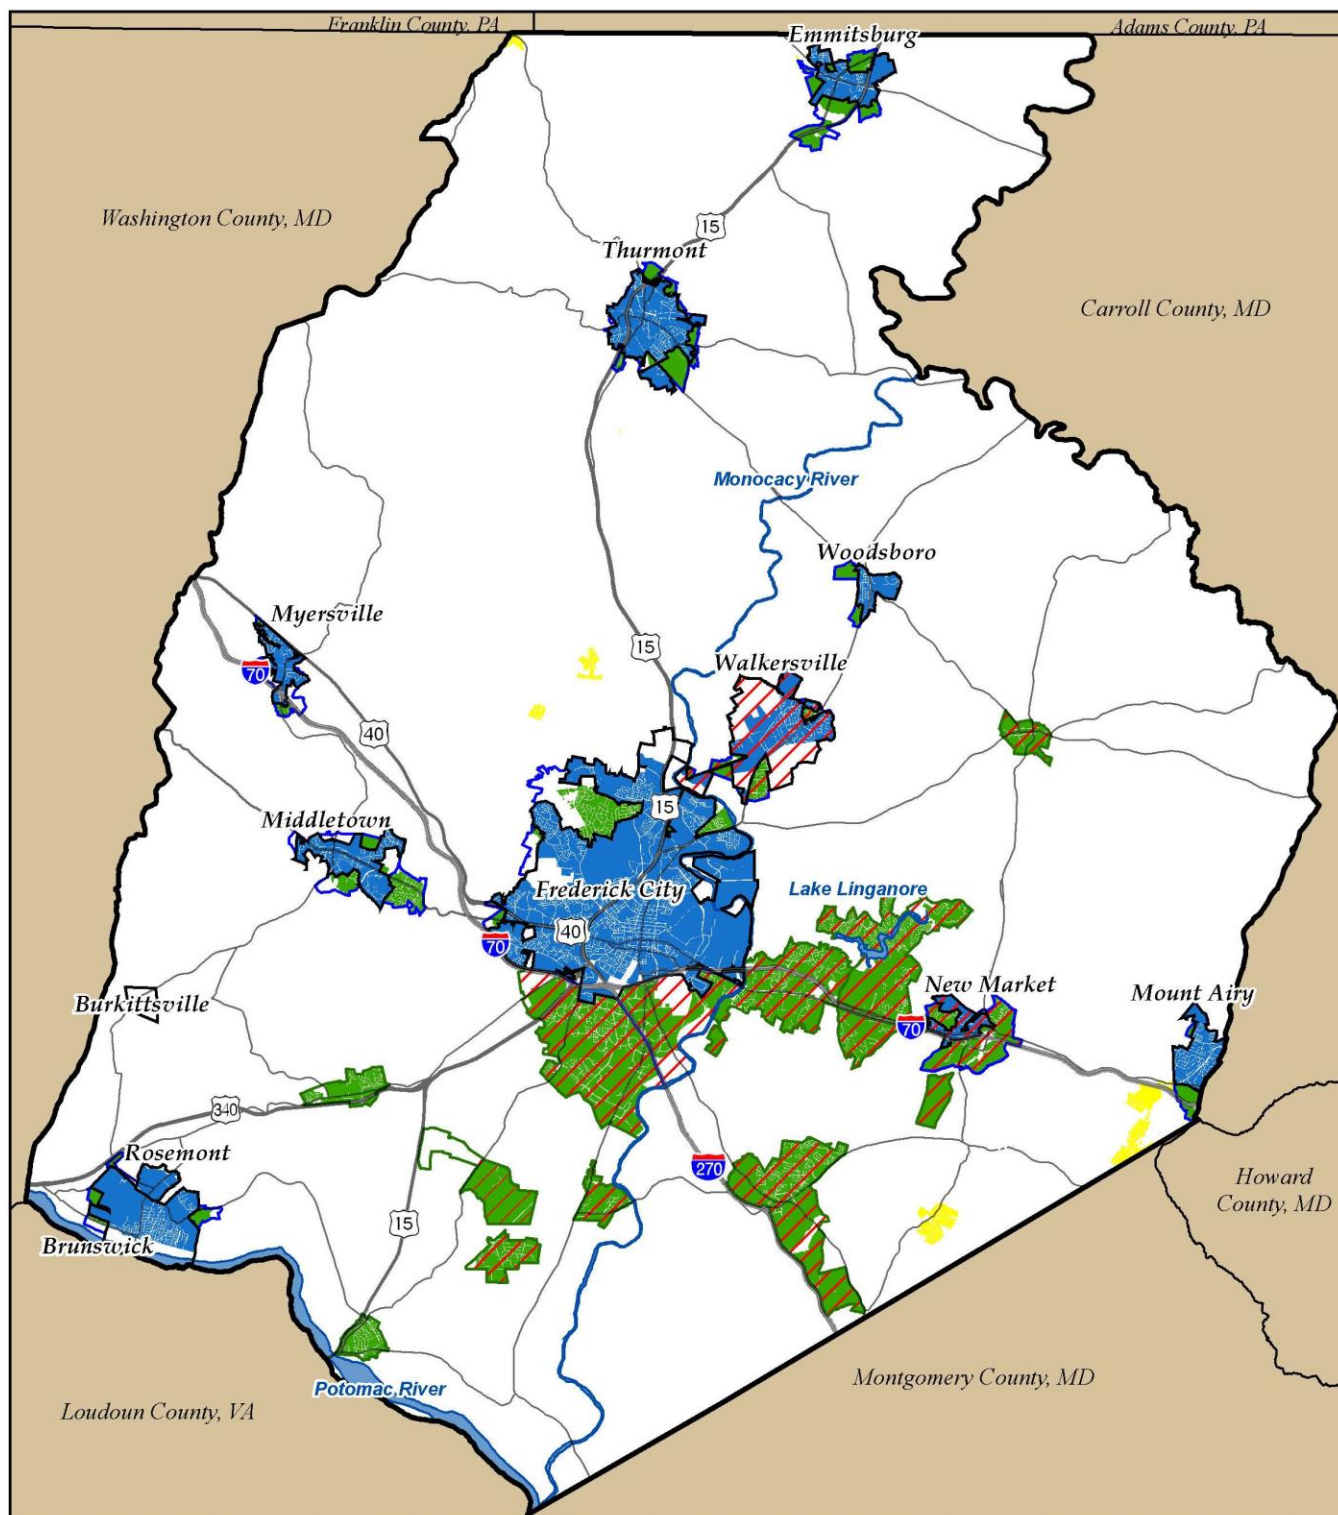 Franklin County, PA
Adams County, PA
Emmitsburg
Washington County, MD
15
Thurmont
Carroll County, MD
Monocacy River
Woodsboro
Myersville
15
Walkersville
70
40
15
Middletown
Frederick City
Lake Linganore
40
70
New Market
Mount Airy
Burkittsville
70
340
Rosemont
270
Howard
County, MD
15
Brunswick
Montgomery County, MD
Potomac River
Loudoun County, VA